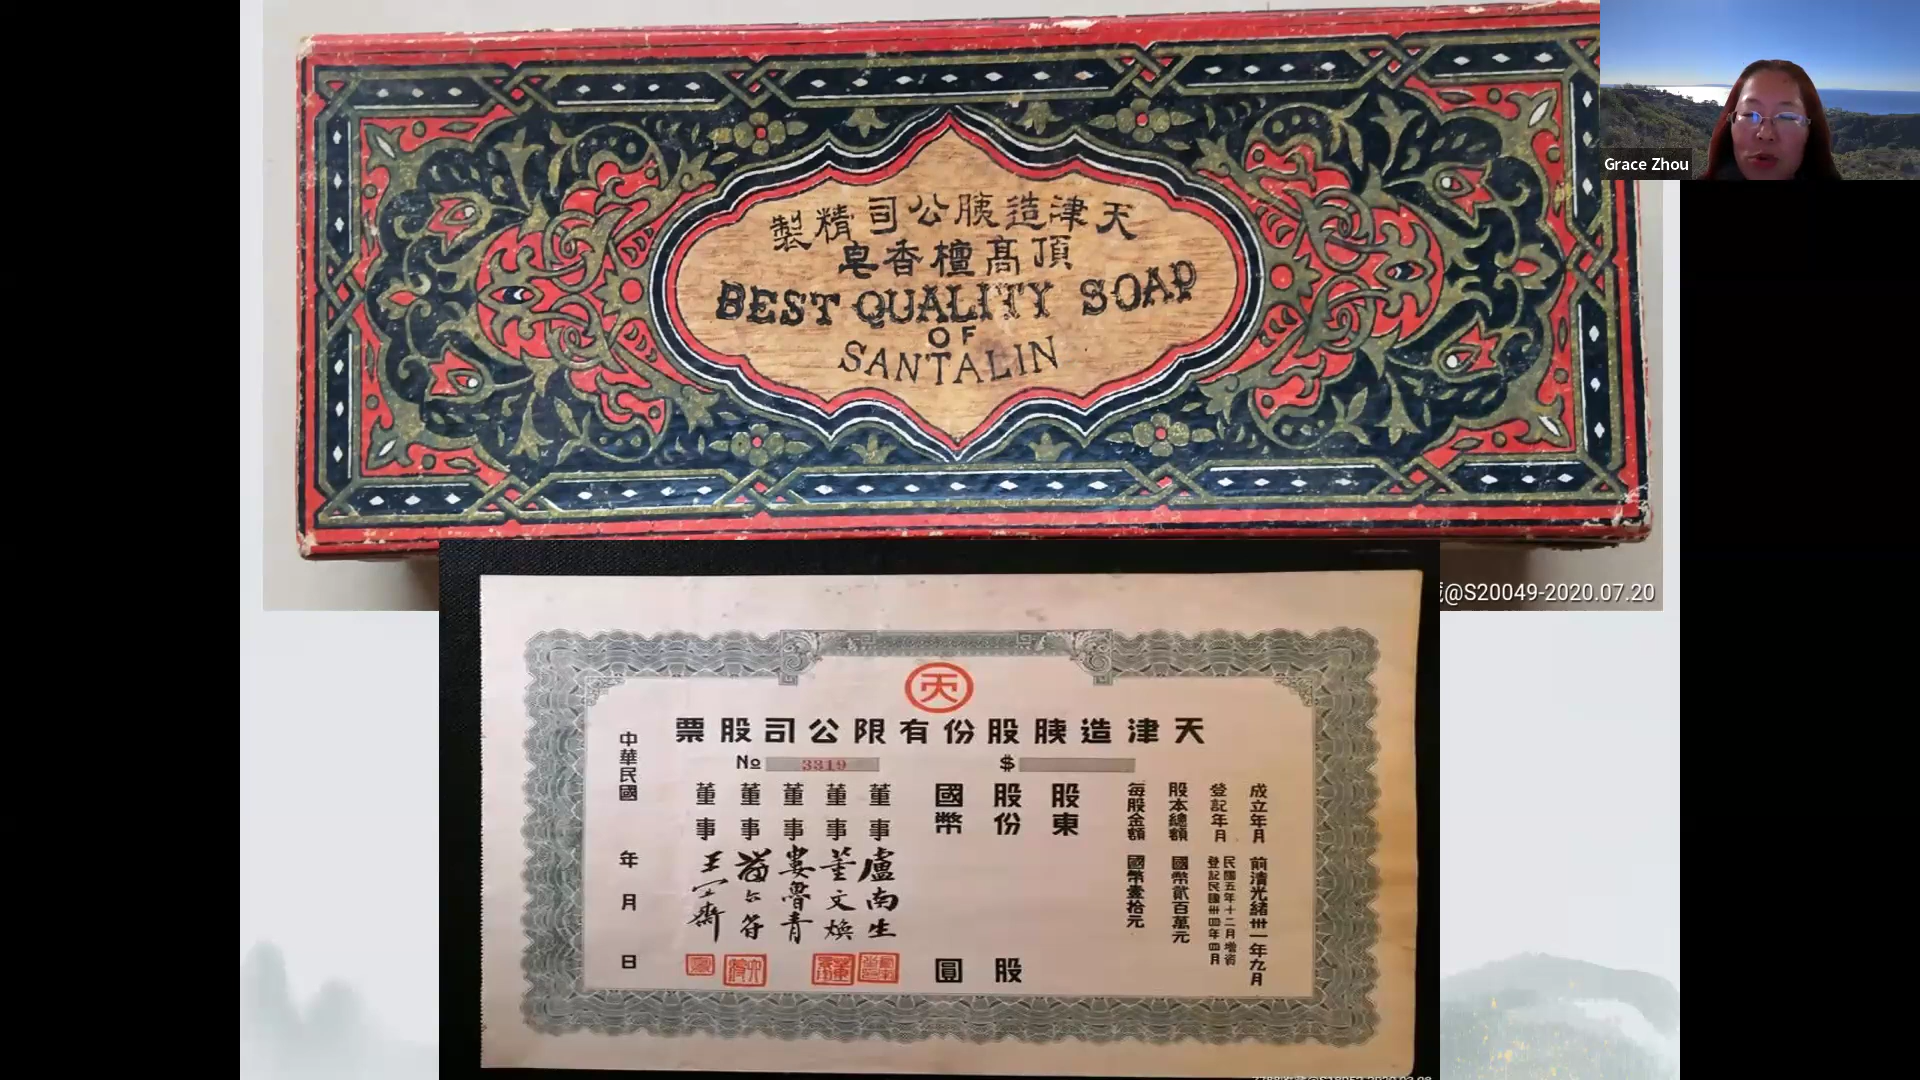 Grace Zhou
天津造胰公司精製
頂高檀香皂
BEST QUALITY SOAP
OF
SANTALIN
@S20049-2020.07.20
天
天津造胰股份有限公司股票
No 3319
$
成立年月 前清光緒卅一年九月
登記年月 民國五年十二月增資
登記民國卅四年四月
股本總額 國幣貳百萬元
每股金額 國幣壹拾元
股東
股份 股
國幣 圓
董事 盧南生
董事 董文煥
董事 婁魯青
董事
董事 王
中華民國 年 月 日